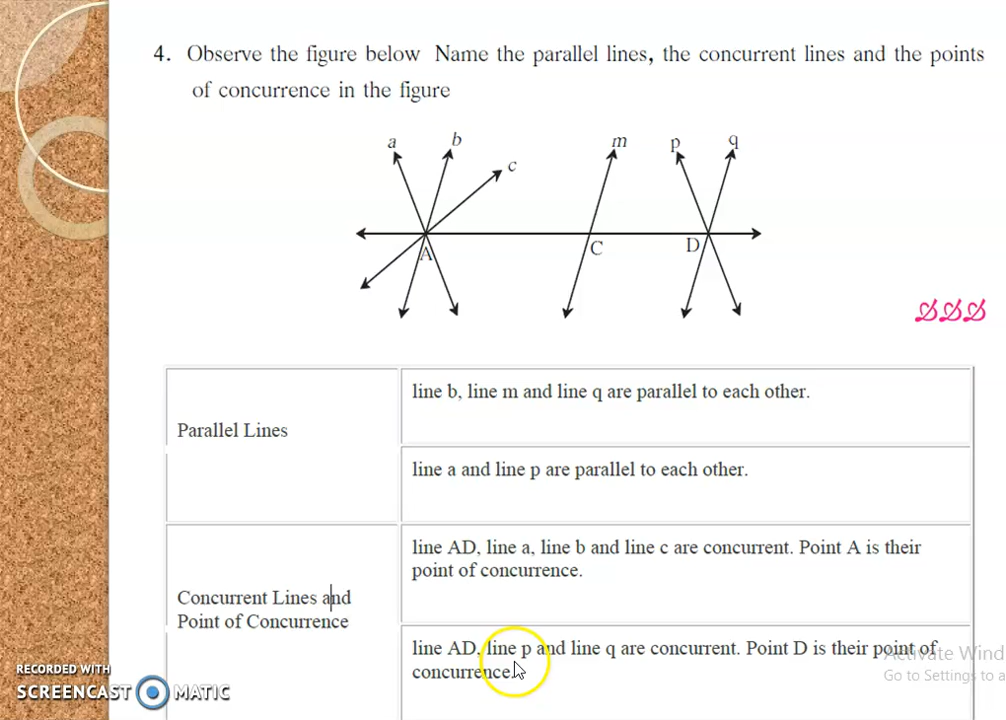 4. Observe the figure below Name the parallel lines, the concurrent lines and the points
of concurrence in the figure
a
b
c
m
p
q
A
C
D
Parallel Lines
line b, line m and line q are parallel to each other.
line a and line p are parallel to each other.
Concurrent Lines and
Point of Concurrence
line AD, line a, line b and line c are concurrent. Point A is their
point of concurrence.
line AD, line p and line q are concurrent. Point D is their point of
concurrence.
Activate Wind
Go to Settings to a
RECORDED WITH
SCREENCAST MATIC